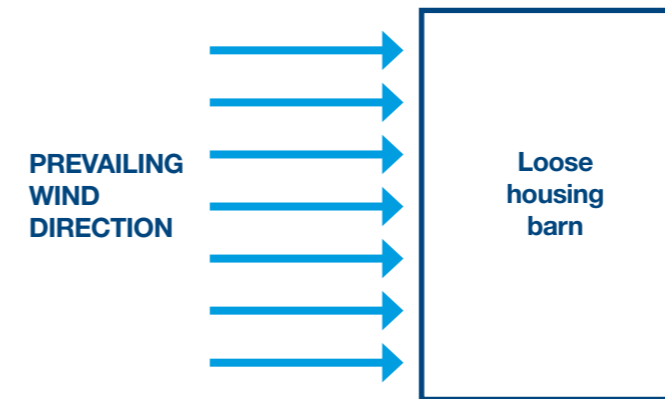 PREVAILING
WIND
DIRECTION
Loose
housing
barn